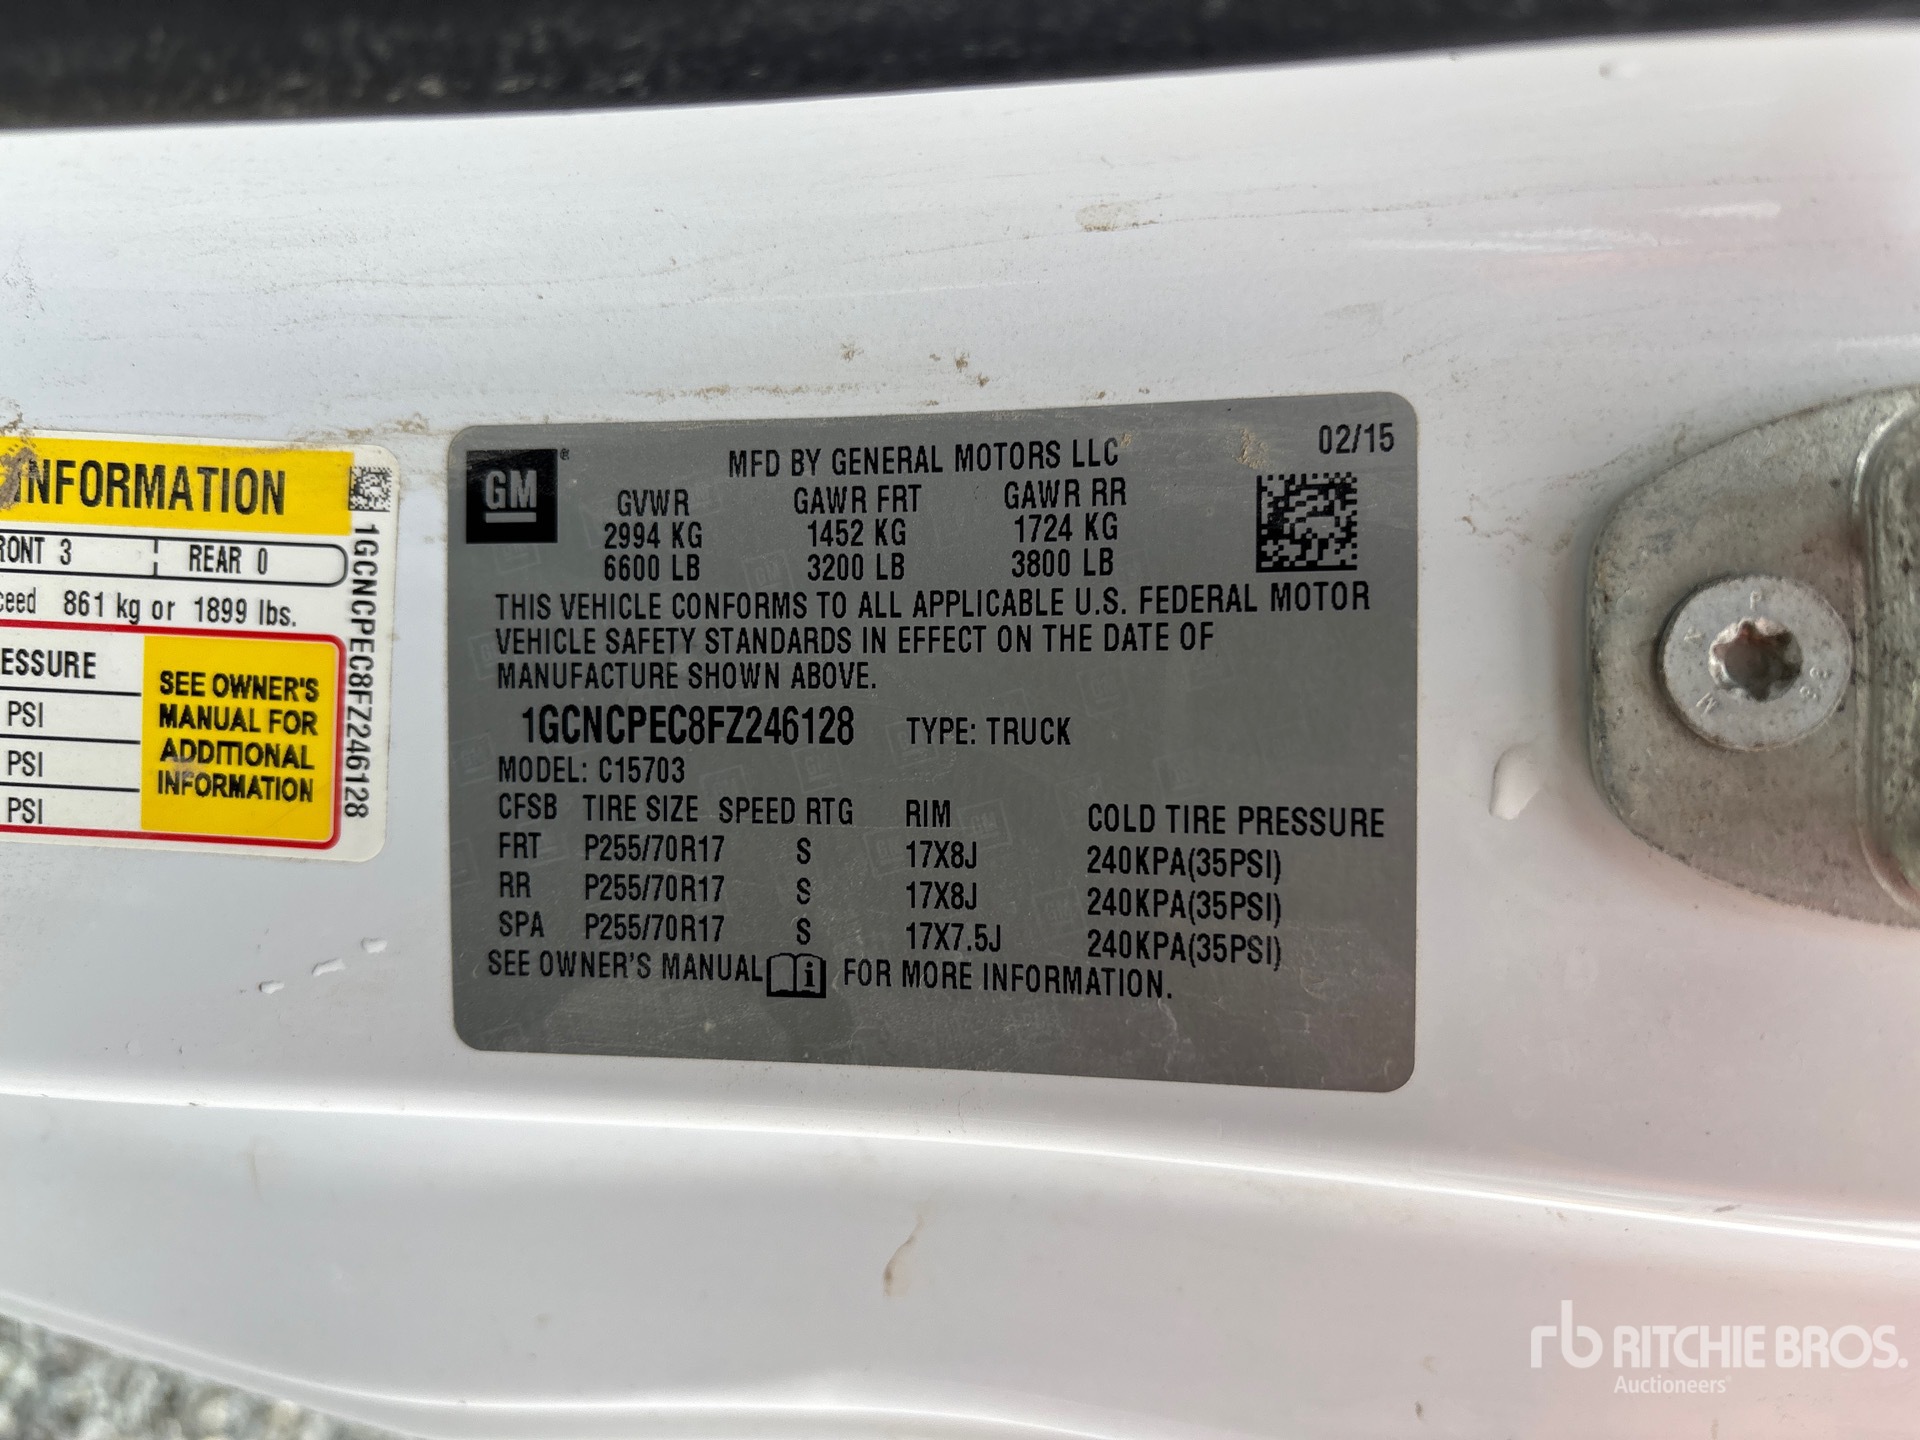 INFORMATION
FRONT 3 REAR 0
861 kg or 1899 lbs.
PSI
PSI
PSI
SEE OWNER'S
MANUAL FOR
ADDITIONAL
INFORMATION
1GCNCPEC8FZ246128
GM
MFD BY GENERAL MOTORS LLC 02/15
GVWR GAWR FRT GAWR RR
2994 KG 1452 KG 1724 KG
6600 LB 3200 LB 3800 LB
THIS VEHICLE CONFORMS TO ALL APPLICABLE U.S. FEDERAL MOTOR
VEHICLE SAFETY STANDARDS IN EFFECT ON THE DATE OF
MANUFACTURE SHOWN ABOVE.
1GCNCPEC8FZ246128 TYPE: TRUCK
MODEL: C15703
CFSB TIRE SIZE SPEED RTG RIM COLD TIRE PRESSURE
FRT P255/70R17 S 17X8J 240KPA(35PSI)
RR P255/70R17 S 17X8J 240KPA(35PSI)
SPA P255/70R17 S 17X7.5J 240KPA(35PSI)
SEE OWNER'S MANUAL i FOR MORE INFORMATION.
rb RITCHIE BROS.
Auctioneers